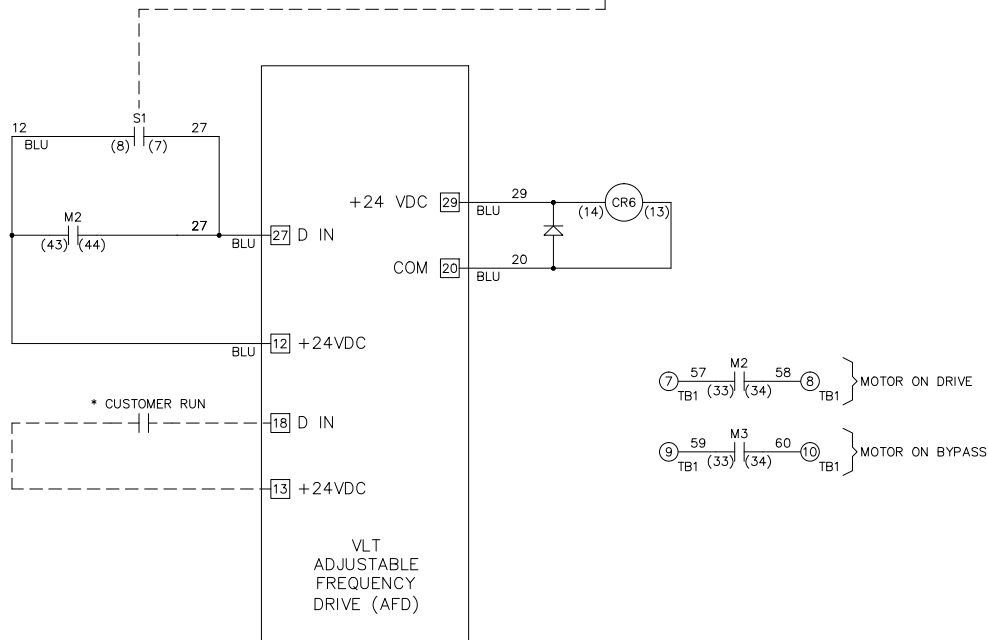 S1
12
27
BLU
(8)
(7)
+24 VDC
29
29
BLU
(14)
CR6
(13)
M2
27
(43)
(44)
BLU
27
D IN
COM
20
20
BLU
BLU
12
+24VDC
M2
7
57
58
8
MOTOR ON DRIVE
TB1
(33)
(34)
TB1
* CUSTOMER RUN
18
D IN
M3
9
59
60
10
MOTOR ON BYPASS
TB1
(33)
(34)
TB1
13
+24VDC
VLT
ADJUSTABLE
FREQUENCY
DRIVE (AFD)